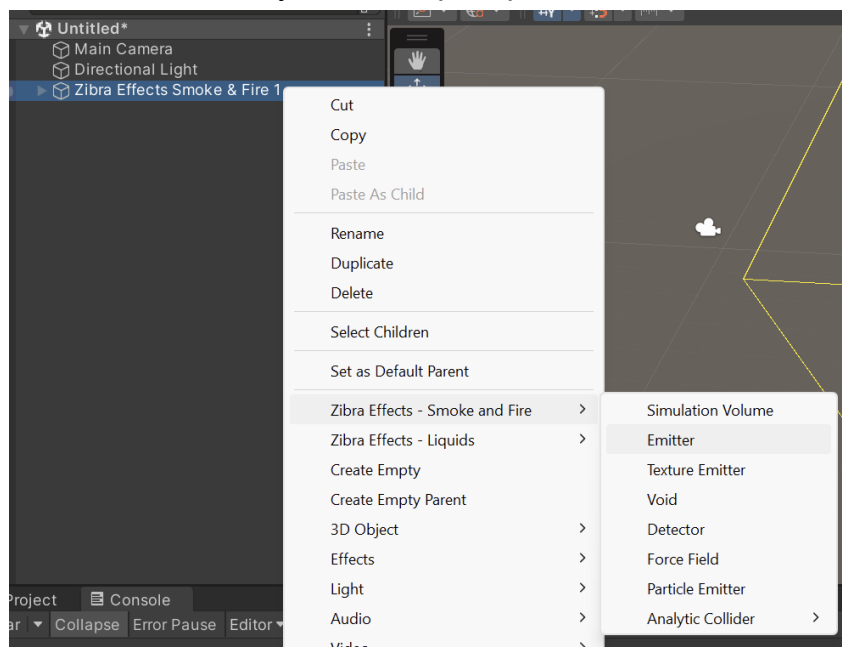 Untitled*
Main Camera
Directional Light
Zibra Effects Smoke & Fire 1
Cut
Copy
Paste
Paste As Child
Rename
Duplicate
Delete
Select Children
Set as Default Parent
Zibra Effects - Smoke and Fire
Zibra Effects - Liquids
Create Empty
Create Empty Parent
3D Object
Effects
Light
Audio
Simulation Volume
Emitter
Texture Emitter
Void
Detector
Force Field
Particle Emitter
Analytic Collider
Project Console
Collapse Error Pause Editor